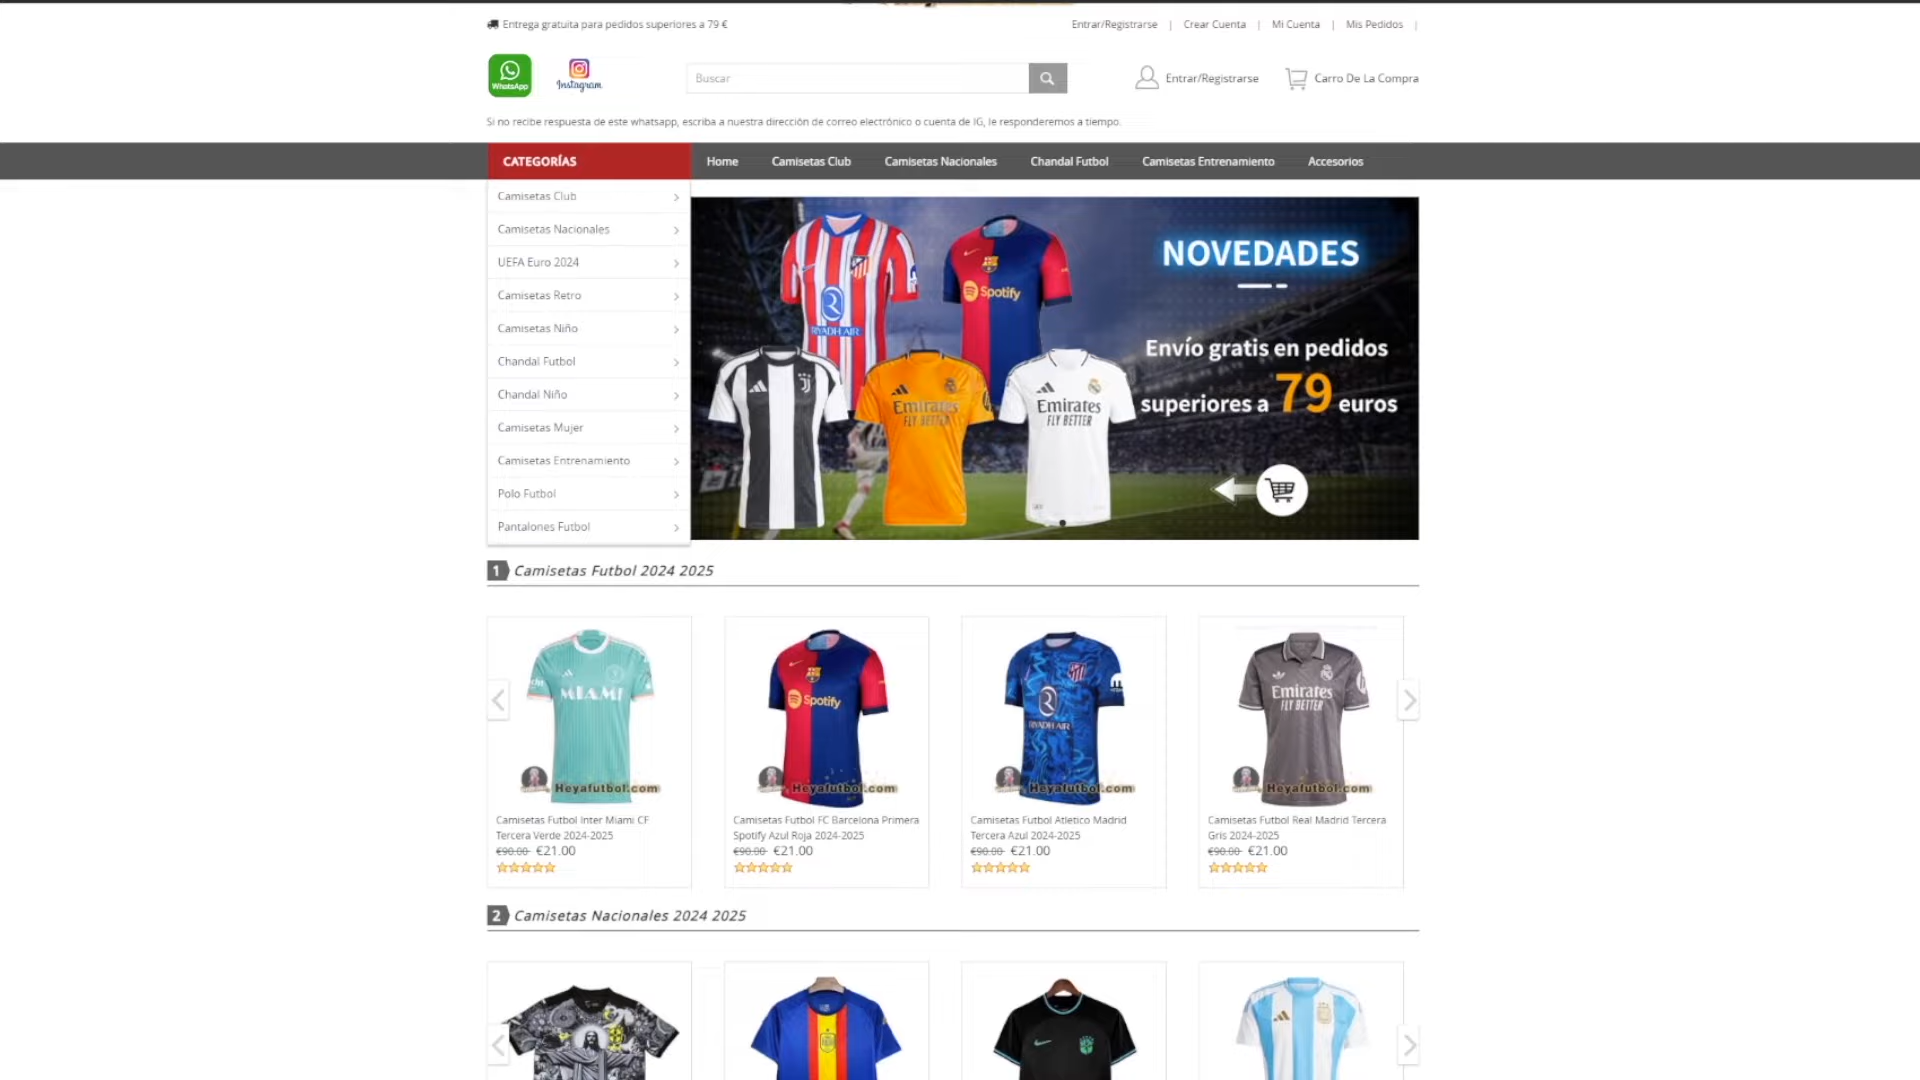 Entrega gratuita para pedidos superiores a 79 €
Entrar/Registrarse | Crear Cuenta | Mi Cuenta | Mis Pedidos |
WhatsApp
Instagram
Buscar
Entrar/Registrarse
Carro De La Compra
Si no recibe respuesta de este whatsapp, escriba a nuestra dirección de correo electrónico o cuenta de IG, le responderemos a tiempo.
CATEGORÍAS
Home
Camisetas Club
Camisetas Nacionales
Chandal Futbol
Camisetas Entrenamiento
Accesorios
Camisetas Club
Camisetas Nacionales
UEFA Euro 2024
Camisetas Retro
Camisetas Niño
Chandal Futbol
Chandal Niño
Camisetas Mujer
Camisetas Entrenamiento
Polo Futbol
Pantalones Futbol
NOVEDADES
Envío gratis en pedidos
superiores a 79 euros
RIYADH AIR
Spotify
Emirates
FLY BETTER
Emirates
FLY BETTER
1 Camisetas Futbol 2024 2025
MIAMI
Heyafutbol.com
Camisetas Futbol Inter Miami CF
Tercera Verde 2024-2025
€90.00 €21.00
Spotify
Heyafutbol.com
Camisetas Futbol FC Barcelona Primera
Spotify Azul Roja 2024-2025
€90.00 €21.00
RIYADH AIR
Heyafutbol.com
Camisetas Futbol Atletico Madrid
Tercera Azul 2024-2025
€90.00 €21.00
Emirates
FLY BETTER
Heyafutbol.com
Camisetas Futbol Real Madrid Tercera
Gris 2024-2025
€90.00 €21.00
2 Camisetas Nacionales 2024 2025